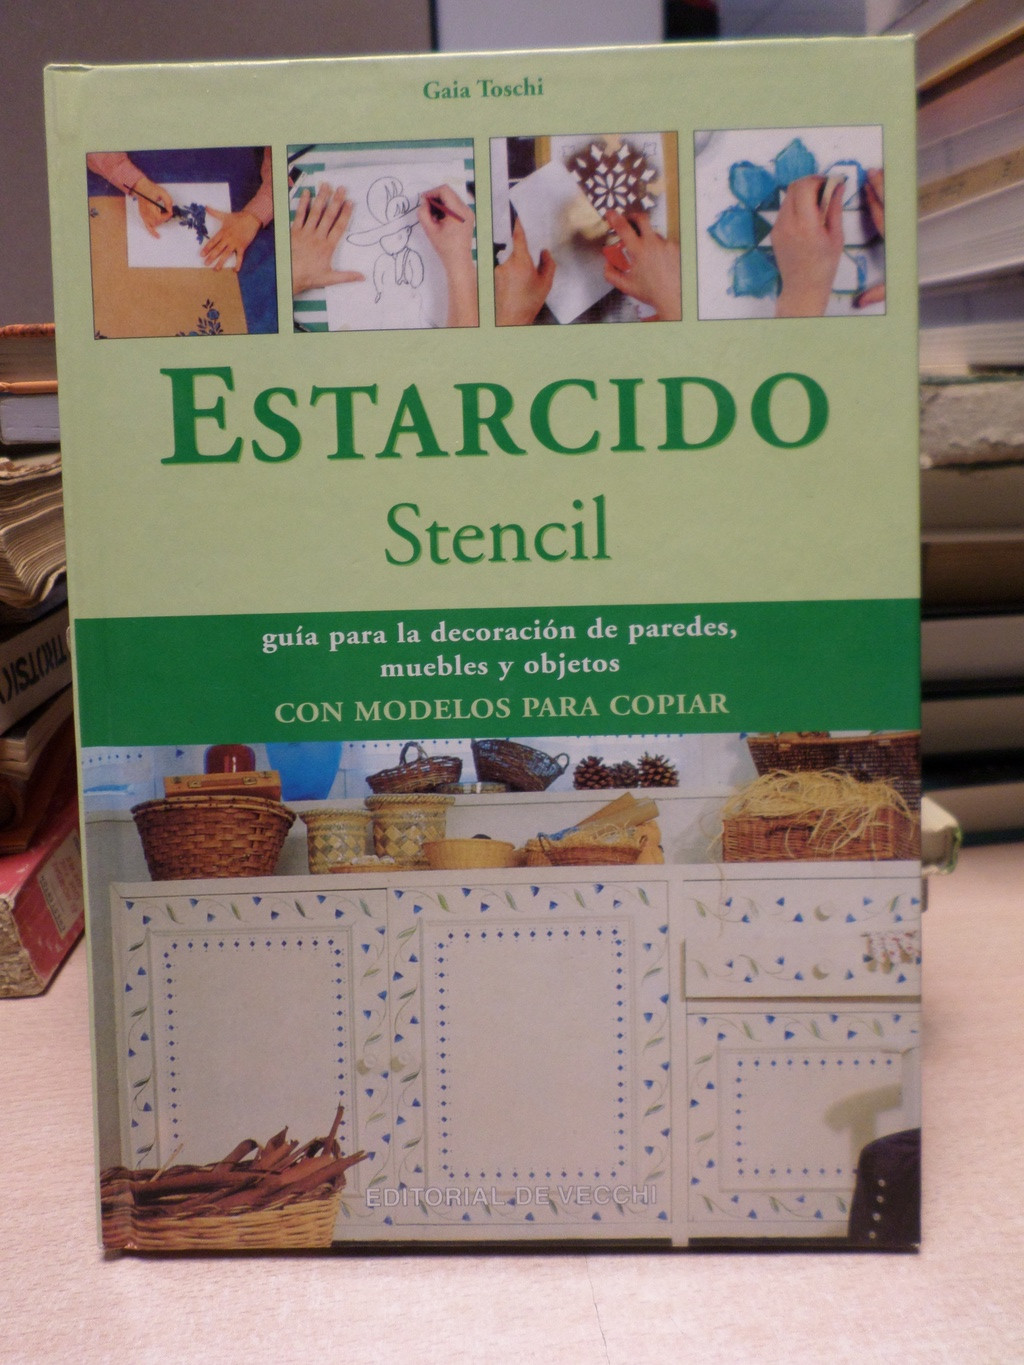 Gaia Toschi
ESTARCIDO
Stencil
guía para la decoración de paredes,
muebles y objetos
CON MODELOS PARA COPIAR
EDITORIAL DE VECCHI